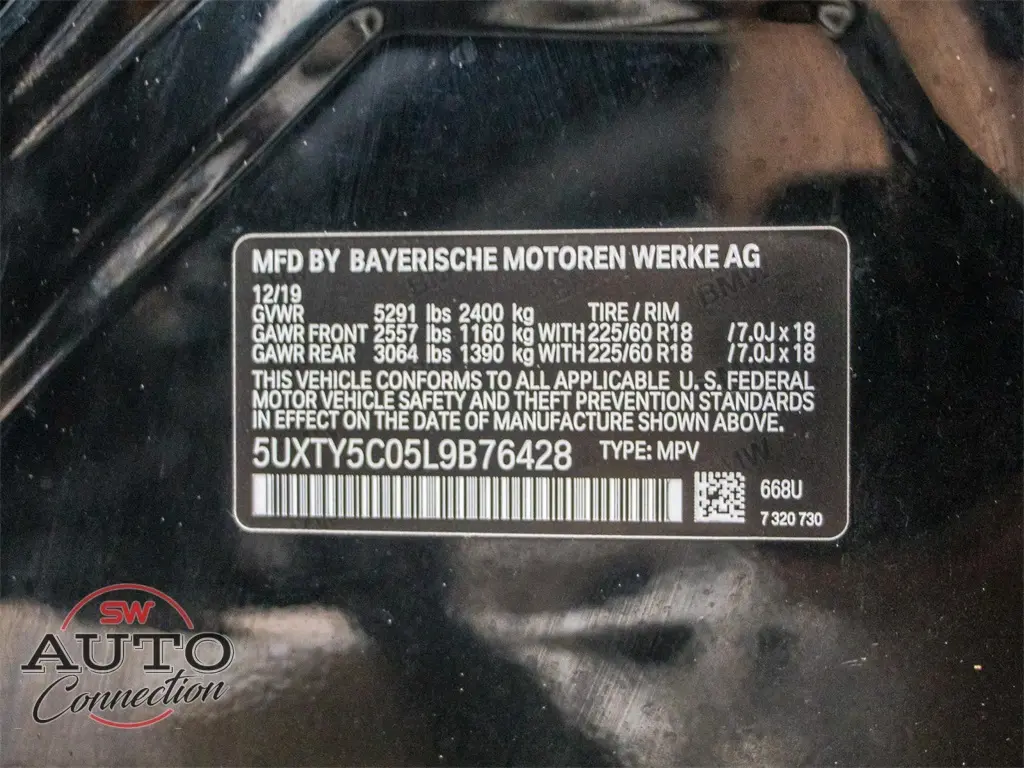 MFD BY BAYERISCHE MOTOREN WERKE AG
12/19
GVWR 5291 lbs 2400 kg TIRE / RIM
GAWR FRONT 2557 lbs 1160 kg WITH 225/60 R18 /7.0J x 18
GAWR REAR 3064 lbs 1390 kg WITH 225/60 R18 /7.0J x 18
THIS VEHICLE CONFORMS TO ALL APPLICABLE U. S. FEDERAL
MOTOR VEHICLE SAFETY AND THEFT PREVENTION STANDARDS
IN EFFECT ON THE DATE OF MANUFACTURE SHOWN ABOVE.
5UXTY5C05L9B76428 TYPE: MPV
668U
7 320 730
SW
AUTO
Connection